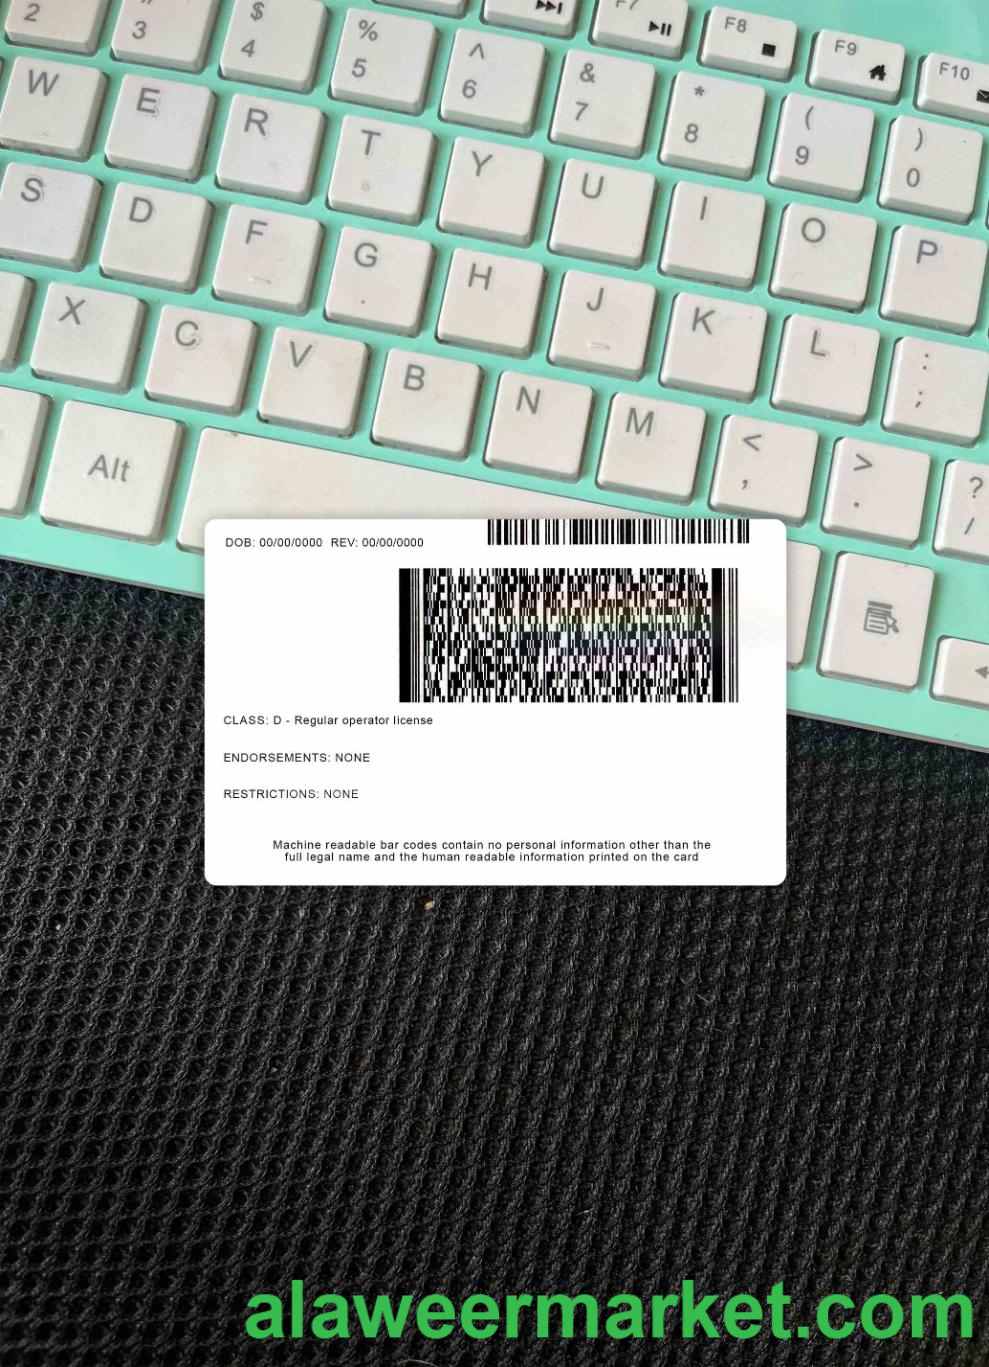 F7
F8
F9
F10
2
3
$
4
%
5
^
6
&
7
*
8
(
9
)
0
W
E
R
T
Y
U
I
O
P
S
D
F
G
H
J
K
L
:
;
X
C
V
B
N
M
<
,
>
.
?
/
Alt
DOB: 00/00/0000 REV: 00/00/0000
CLASS: D - Regular operator license
ENDORSEMENTS: NONE
RESTRICTIONS: NONE
Machine readable bar codes contain no personal information other than the
full legal name and the human readable information printed on the card
alaweermarket.com